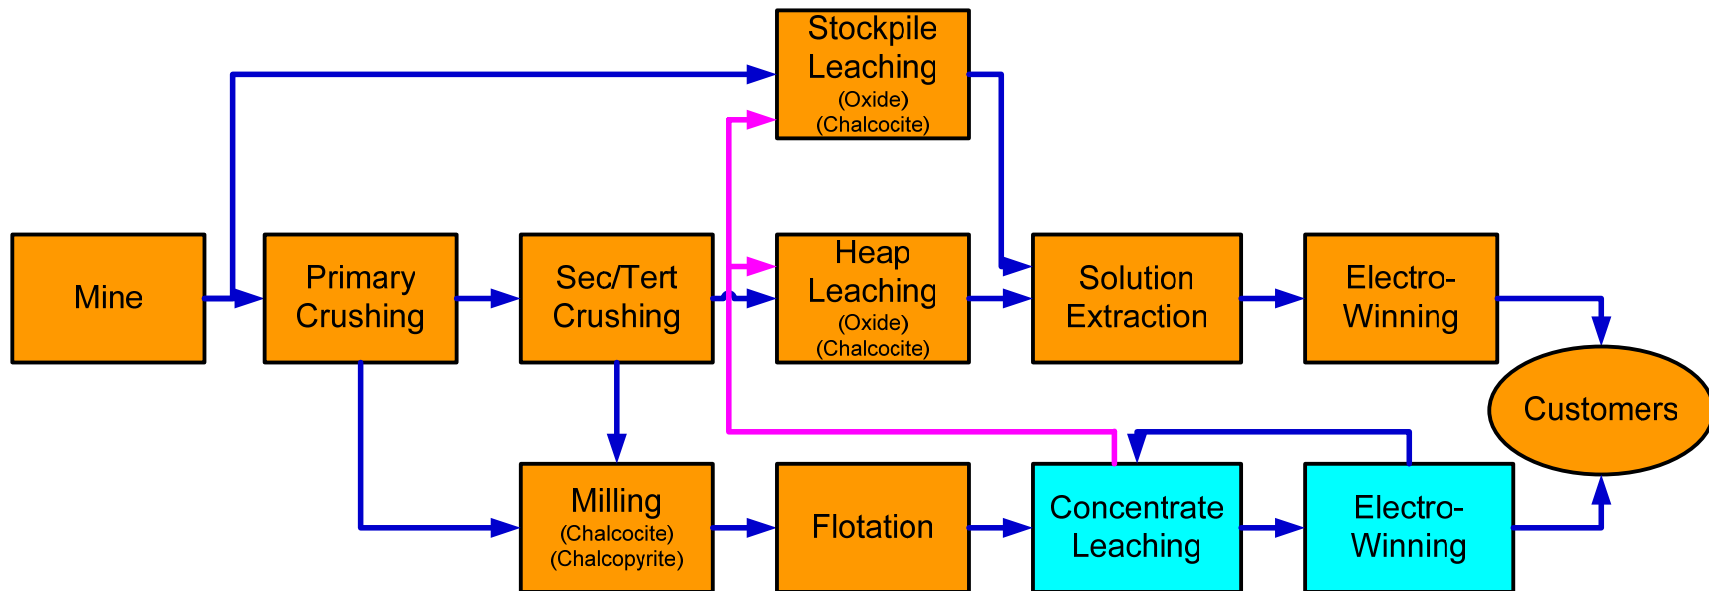 Stockpile
Leaching
(Oxide)
(Chalcocite)
Mine
Primary
Crushing
Sec/Tert
Crushing
Heap
Leaching
(Oxide)
(Chalcocite)
Solution
Extraction
Electro-
Winning
Customers
Milling
(Chalcocite)
(Chalcopyrite)
Flotation
Concentrate
Leaching
Electro-
Winning